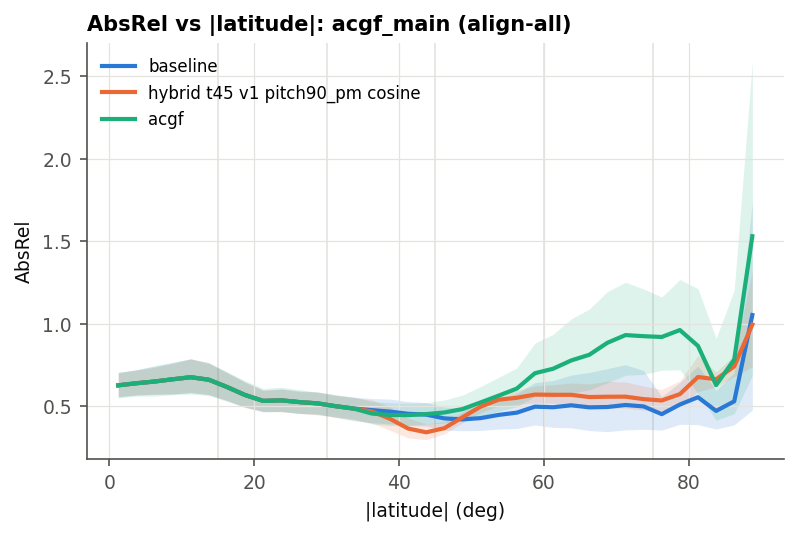 AbsRel vs |latitude|: acgf_main (align-all)
baseline
hybrid t45 v1 pitch90_pm cosine
acgf
AbsRel
2.5
2.0
1.5
1.0
0.5
0
20
40
60
80
|latitude| (deg)